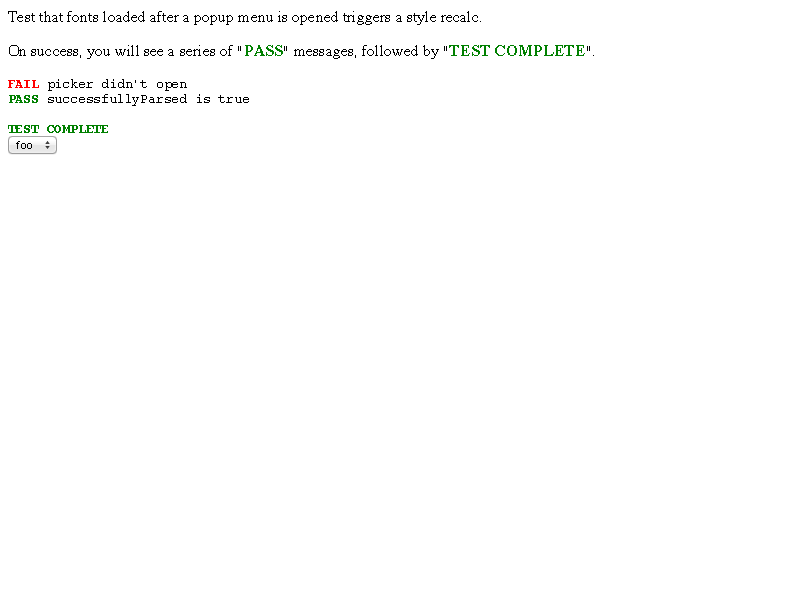 Test that fonts loaded after a popup menu is opened triggers a style recalc.
On success, you will see a series of "PASS" messages, followed by "TEST COMPLETE".
FAIL picker didn't open
PASS successfullyParsed is true
TEST COMPLETE
foo